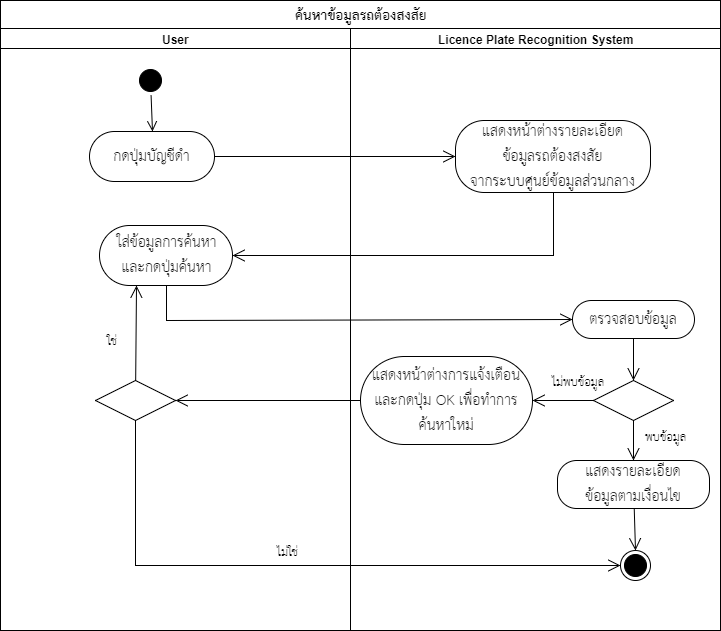 ค้นหาข้อมูลรถต้องสงสัย
User
Licence Plate Recognition System
กดปุ่มบัญชีดำ
แสดงหน้าต่างรายละเอียด
ข้อมูลรถต้องสงสัย
จากระบบศูนย์ข้อมูลส่วนกลาง
ใส่ข้อมูลการค้นหา
และกดปุ่มค้นหา
ตรวจสอบข้อมูล
ใช่
แสดงหน้าต่างการแจ้งเตือน
และกดปุ่ม OK เพื่อทำการ
ค้นหาใหม่
ไม่พบข้อมูล
พบข้อมูล
แสดงรายละเอียด
ข้อมูลตามเงื่อนไข
ไม่ใช่